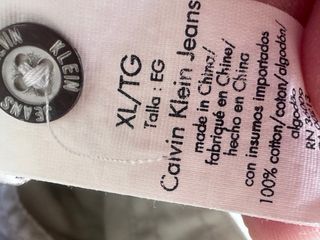 XL/TG
Talla : EG
Calvin Klein Jeans
made in China/
fabriqué en Chine/
hecho en China
con insumos importados
100% cotton/coton/algodón/
algodão
RN
KLEIN
JEANS